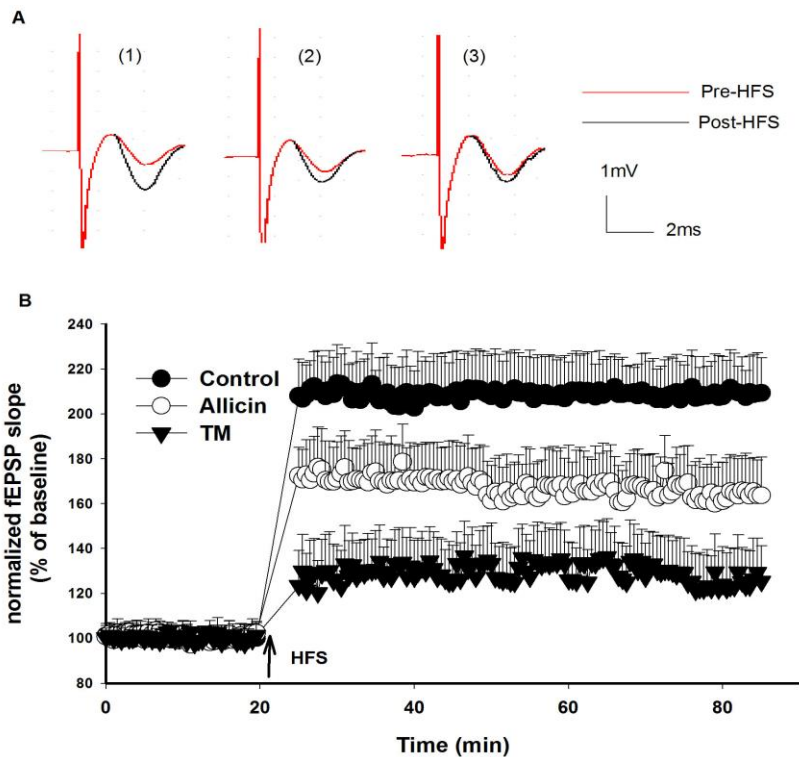 A
(1)
(2)
(3)
Pre-HFS
Post-HFS
1mV
2ms
B
normalized fEPSP slope
(% of baseline)
240
220
200
180
160
140
120
100
80
Control
Allicin
TM
HFS
0
20
40
60
80
Time (min)